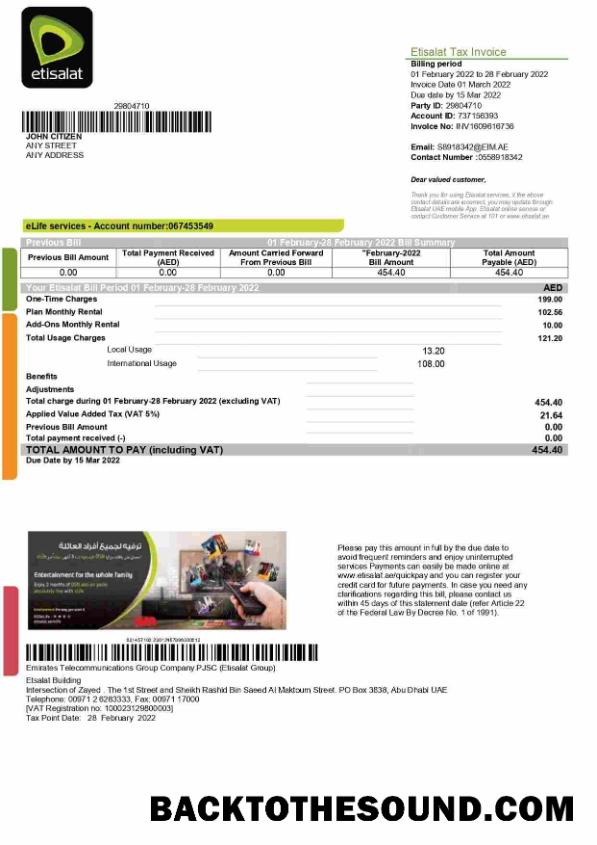 etisalat
Etisalat Tax Invoice
Billing period
01 February 2022 to 28 February 2022
Invoice Date 01 March 2022
Due date by 15 Mar 2022
Party ID: 29804710
Account ID: 737156393
Invoice No: INV1609616736
Email: S8918342@EIM.AE
Contact Number :0558918342
29804710
JOHN CITIZEN
ANY STREET
ANY ADDRESS
Dear valued customer,
Thank you for using Etisalat services, if the above
contact details are incorrect, you may update through
Etisalat UAE mobile App, Etisalat online service or
contact Customer Service at 101 or www.etisalat.ae
eLife services - Account number:067453549
Previous Bill 01 February-28 February 2022 Bill Summary
Previous Bill Amount Total Payment Received (AED) Amount Carried Forward From Previous Bill "February-2022 Bill Amount Total Amount Payable (AED)
0.00 0.00 0.00 454.40 454.40
Your Etisalat Bill Period 01 February-28 February 2022 AED
One-Time Charges 199.00
Plan Monthly Rental 102.56
Add-Ons Monthly Rental 10.00
Total Usage Charges 121.20
Local Usage 13.20
International Usage 108.00
Benefits
Adjustments
Total charge during 01 February-28 February 2022 (excluding VAT) 454.40
Applied Value Added Tax (VAT 5%) 21.64
Previous Bill Amount 0.00
Total payment received (-) 0.00
TOTAL AMOUNT TO PAY (including VAT) 454.40
Due Date by 15 Mar 2022
ترفيه لجميع أفراد العائلة
Entertainment for the whole family
Please pay this amount in full by the due date to
avoid frequent reminders and enjoy uninterrupted
services Payments can easily be made online at
www.etisalat.ae/quickpay and you can register your
credit card for future payments. In case you need any
clarifications regarding this bill, please contact us
within 45 days of this statement date (refer Article 22
of the Federal Law By Decree No. 1 of 1991).
Emirates Telecommunications Group Company PJSC (Etisalat Group)
Etsalat Building
Intersection of Zayed . The 1st Street and Sheikh Rashid Bin Saeed Al Maktoum Street. PO Box 3838, Abu Dhabi UAE
Telephone: 00971 2 6283333, Fax: 00971 17000
[VAT Registration no: 100023129800003]
Tax Point Date: 28 February 2022
BACKTOTHESOUND.COM